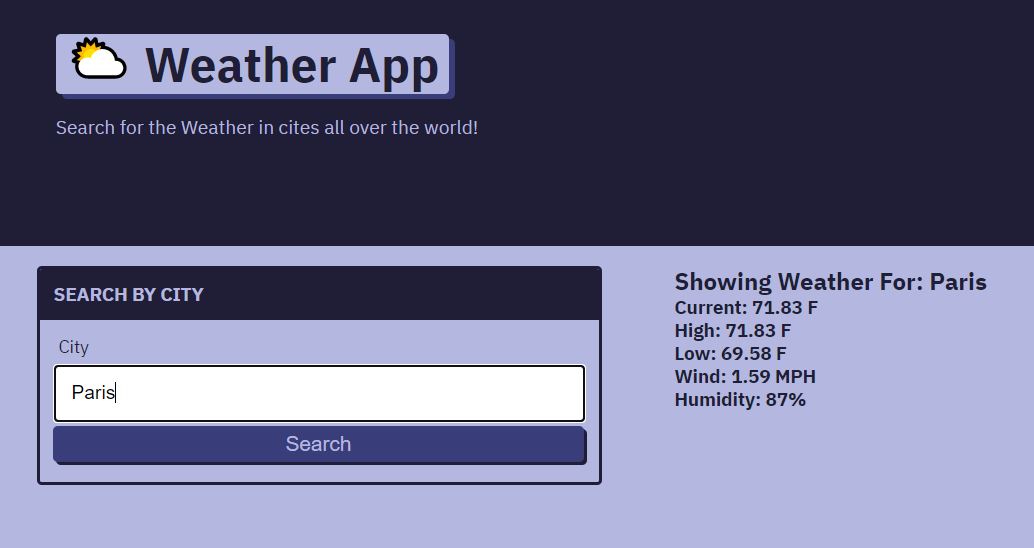 Weather App
Search for the Weather in cites all over the world!
SEARCH BY CITY
City
Paris
Search
Showing Weather For: Paris
Current: 71.83 F
High: 71.83 F
Low: 69.58 F
Wind: 1.59 MPH
Humidity: 87%